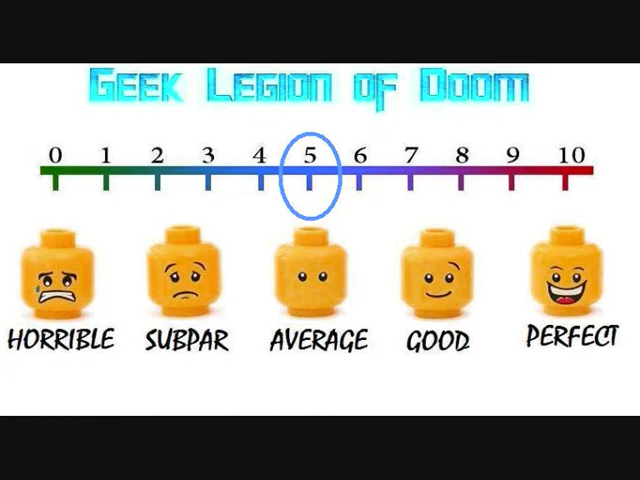 GEEK LEGION OF DOOM
0 1 2 3 4 5 6 7 8 9 10
HORRIBLE SUBPAR AVERAGE GOOD PERFECT